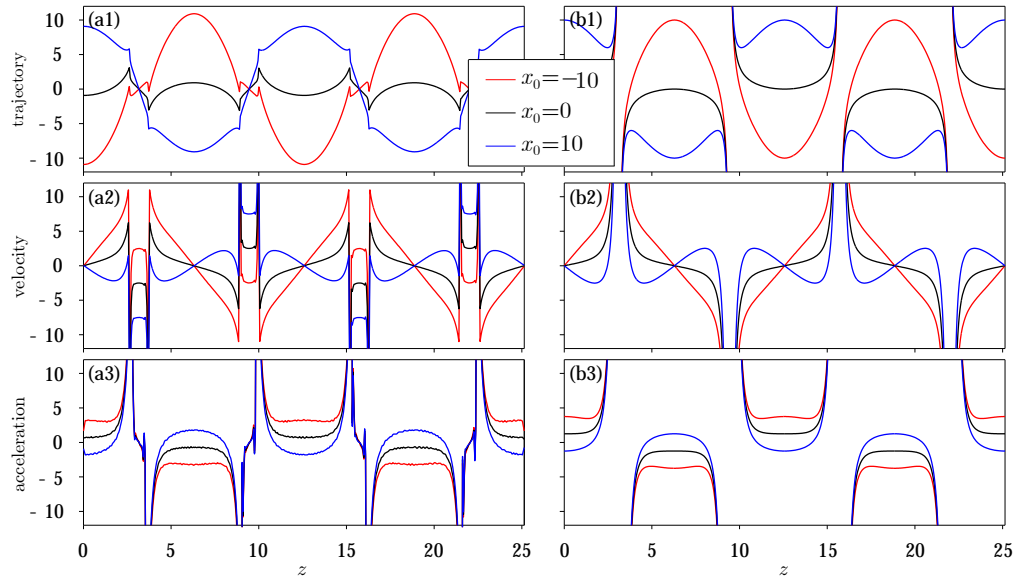 (a1)
(b1)
10
5
0
- 5
- 10
trajectory
x₀=−10
x₀=0
x₀=10
(a2)
(b2)
10
5
0
- 5
- 10
velocity
(a3)
(b3)
10
5
0
- 5
- 10
acceleration
0 5 10 15 20 25 0 5 10 15 20 25
z z